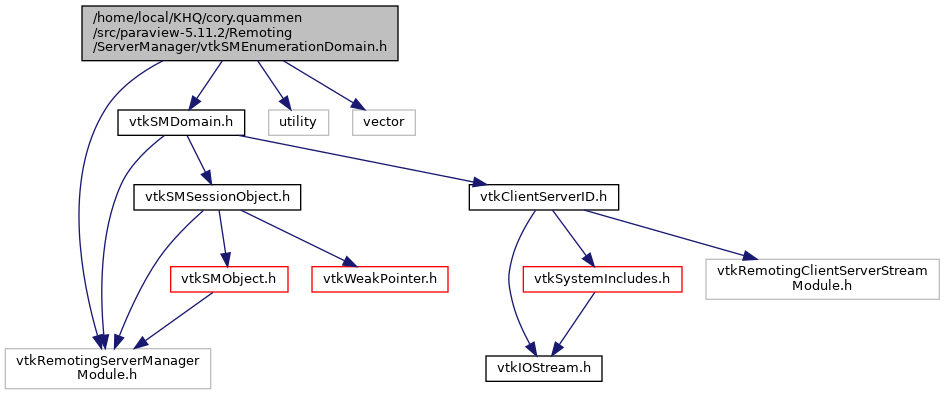 /home/local/KHQ/cory.quammen
/src/paraview-5.11.2/Remoting
/ServerManager/vtkSMEnumerationDomain.h
vtkSMDomain.h
utility
vector
vtkSMSessionObject.h
vtkClientServerID.h
vtkSMObject.h
vtkWeakPointer.h
vtkSystemIncludes.h
vtkRemotingClientServerStream
Module.h
vtkRemotingServerManager
Module.h
vtkIOStream.h